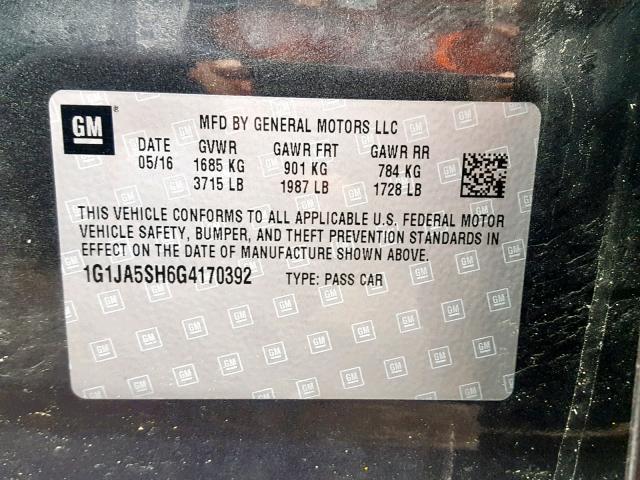 GM ®
MFD BY GENERAL MOTORS LLC
DATE GVWR GAWR FRT GAWR RR
05/16 1685 KG 901 KG 784 KG
3715 LB 1987 LB 1728 LB
THIS VEHICLE CONFORMS TO ALL APPLICABLE U.S. FEDERAL MOTOR
VEHICLE SAFETY, BUMPER, AND THEFT PREVENTION STANDARDS IN
EFFECT ON THE DATE OF MANUFACTURE SHOWN ABOVE.
1G1JA5SH6G4170392 TYPE: PASS CAR